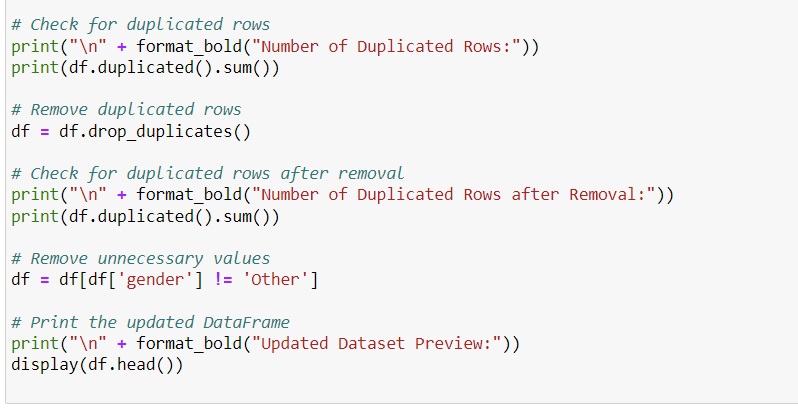 # Check for duplicated rows
print("\n" + format_bold("Number of Duplicated Rows:"))
print(df.duplicated().sum())
# Remove duplicated rows
df = df.drop_duplicates()
# Check for duplicated rows after removal
print("\n" + format_bold("Number of Duplicated Rows after Removal:"))
print(df.duplicated().sum())
# Remove unnecessary values
df = df[df['gender'] != 'Other']
# Print the updated DataFrame
print("\n" + format_bold("Updated Dataset Preview:"))
display(df.head())